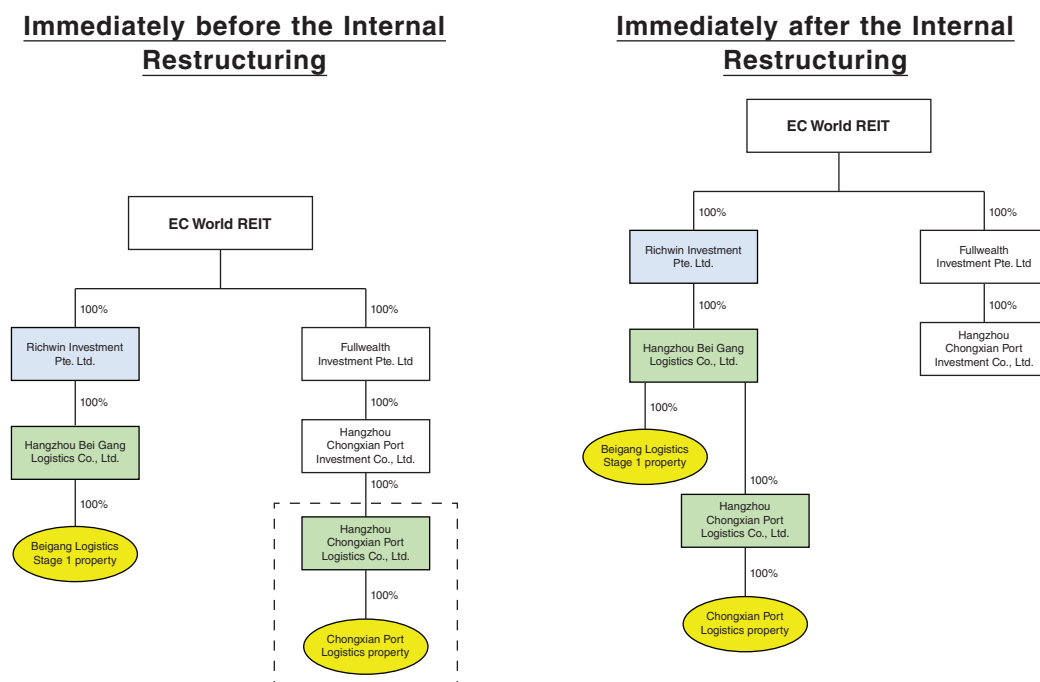 Immediately before the Internal
Restructuring
EC World REIT
100%
100%
Richwin Investment
Pte. Ltd.
Fullwealth
Investment Pte. Ltd
100%
100%
Hangzhou Bei Gang
Logistics Co., Ltd.
Hangzhou
Chongxian Port
Investment Co., Ltd.
100%
100%
Beigang Logistics
Stage 1 property
Hangzhou
Chongxian Port
Logistics Co., Ltd.
100%
Chongxian Port
Logistics property
Immediately after the Internal
Restructuring
EC World REIT
100%
100%
Richwin Investment
Pte. Ltd.
Fullwealth
Investment Pte. Ltd
100%
100%
Hangzhou Bei Gang
Logistics Co., Ltd.
Hangzhou
Chongxian Port
Investment Co., Ltd.
100%
Beigang Logistics
Stage 1 property
100%
Hangzhou
Chongxian Port
Logistics Co., Ltd.
100%
Chongxian Port
Logistics property